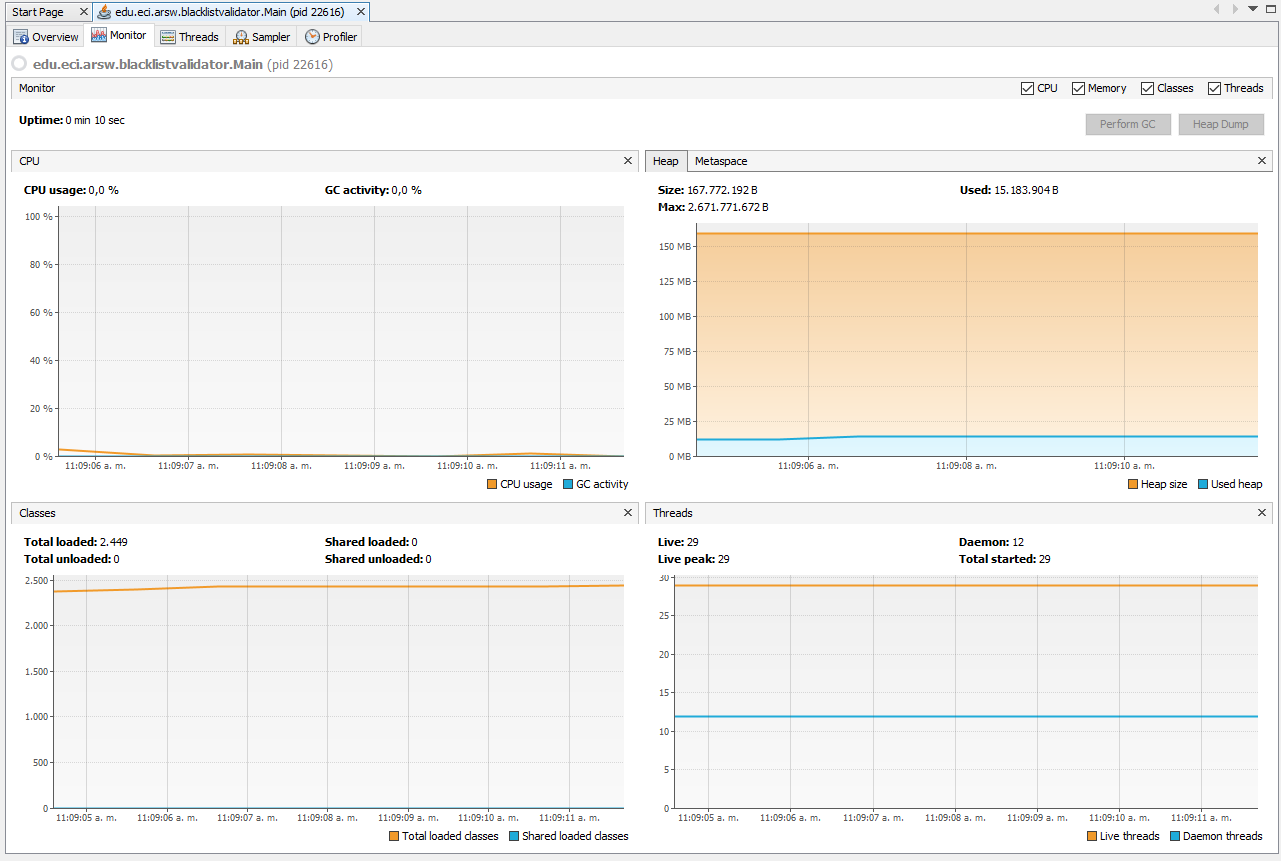 Start Page
edu.eci.arsw.blacklistvalidator.Main (pid 22616)
Overview Monitor Threads Sampler Profiler
edu.eci.arsw.blacklistvalidator.Main (pid 22616)
Monitor CPU Memory Classes Threads
Uptime: 0 min 10 sec
Perform GC Heap Dump
CPU
CPU usage: 0,0 % GC activity: 0,0 %
100 %
80 %
60 %
40 %
20 %
0 %
11:09:06 a. m. 11:09:07 a. m. 11:09:08 a. m. 11:09:09 a. m. 11:09:10 a. m. 11:09:11 a. m.
CPU usage GC activity
Heap Metaspace
Size: 167.772.192 B Used: 15.183.904 B
Max: 2.671.771.672 B
150 MB
125 MB
100 MB
75 MB
50 MB
25 MB
0 MB
11:09:06 a. m. 11:09:08 a. m. 11:09:10 a. m.
Heap size Used heap
Classes
Total loaded: 2.449 Shared loaded: 0
Total unloaded: 0 Shared unloaded: 0
2.500
2.000
1.500
1.000
500
0
11:09:05 a. m. 11:09:06 a. m. 11:09:07 a. m. 11:09:08 a. m. 11:09:09 a. m. 11:09:10 a. m. 11:09:11 a. m.
Total loaded classes Shared loaded classes
Threads
Live: 29 Daemon: 12
Live peak: 29 Total started: 29
30
25
20
15
10
5
0
11:09:05 a. m. 11:09:06 a. m. 11:09:07 a. m. 11:09:08 a. m. 11:09:09 a. m. 11:09:10 a. m. 11:09:11 a. m.
Live threads Daemon threads